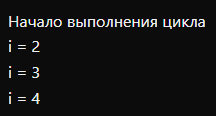 Начало выполнения цикла
i = 2
i = 3
i = 4